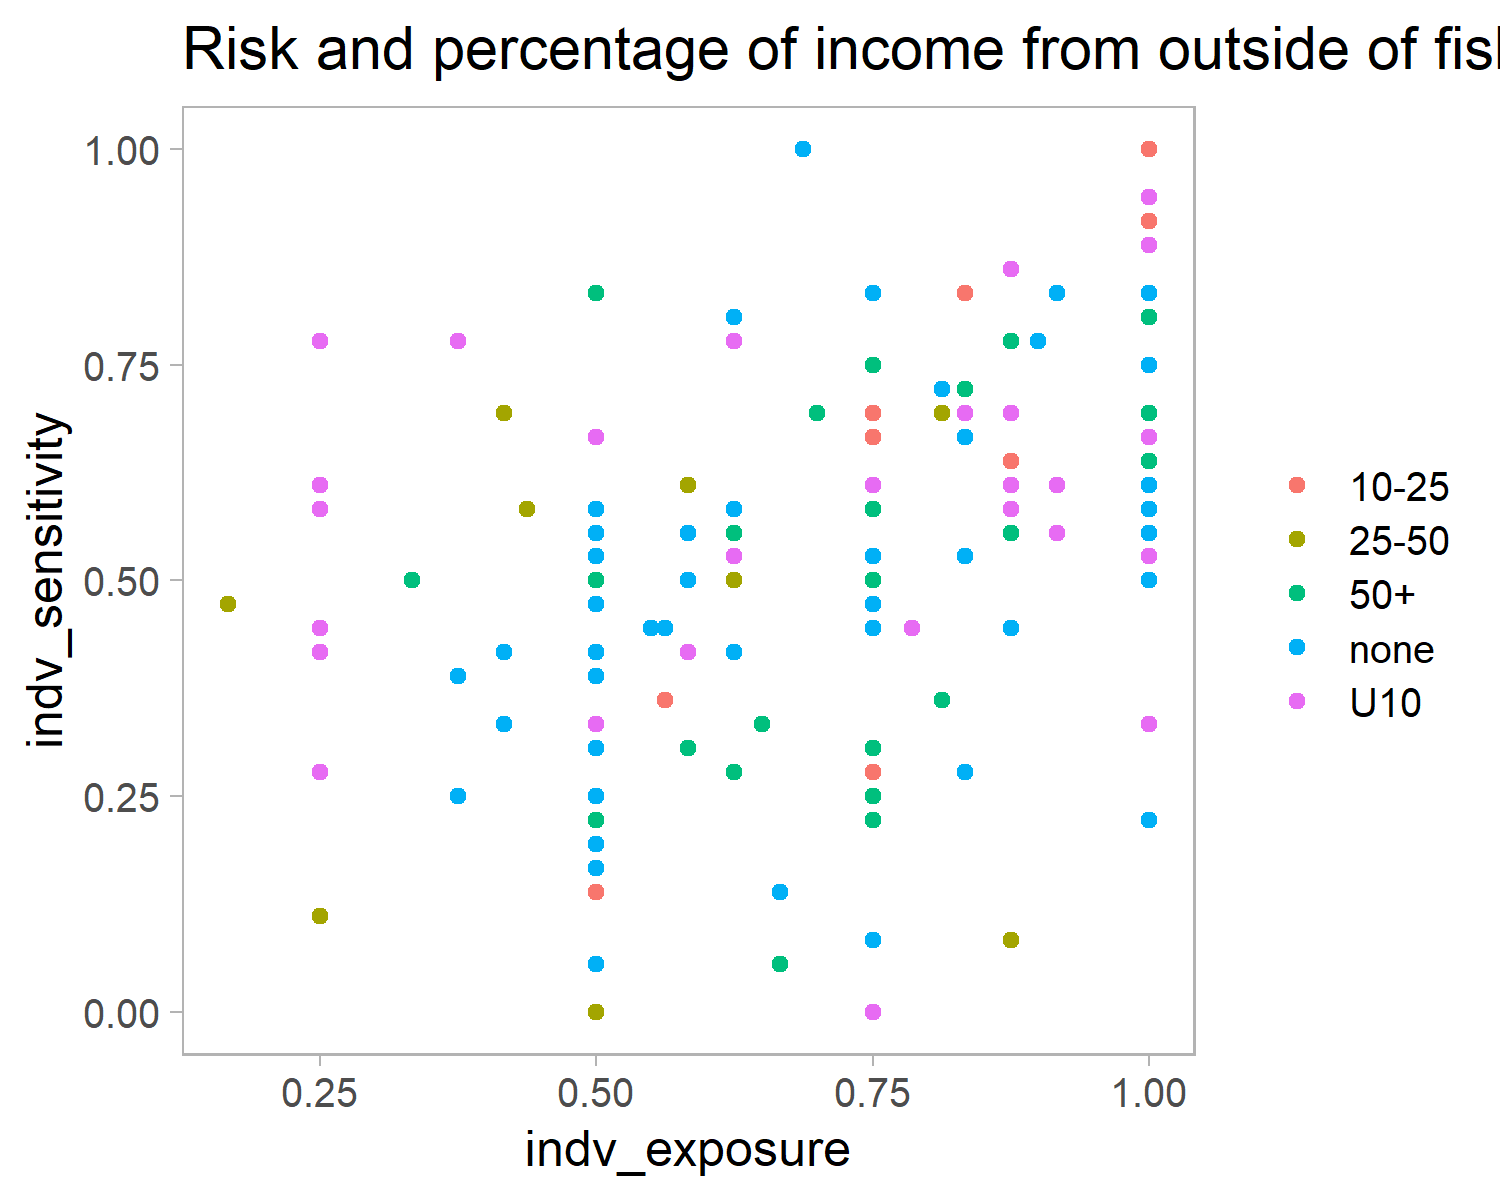 Risk and percentage of income from outside of fis
1.00
0.75
0.50
0.25
0.00
indv_sensitivity
0.25 0.50 0.75 1.00
indv_exposure
10-25
25-50
50+
none
U10